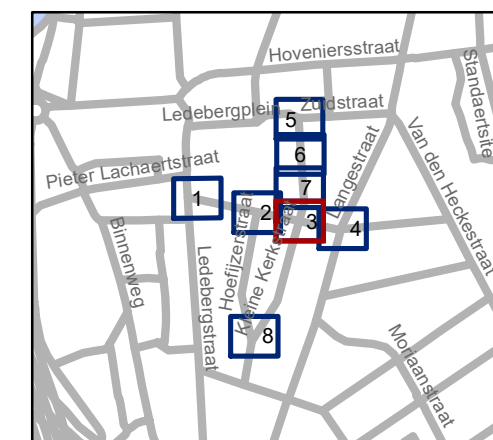 Hoveniersstraat
Standaertsite
Ledebergplein
Zuidstraat
5
Van den Heckestraat
6
Langestraat
Pieter Lachaertstraat
7
1
2
3
4
Hoefijzerstraat
Kleine Kerkstraat
Binnenweg
Ledebergstraat
8
Moriaanstraat